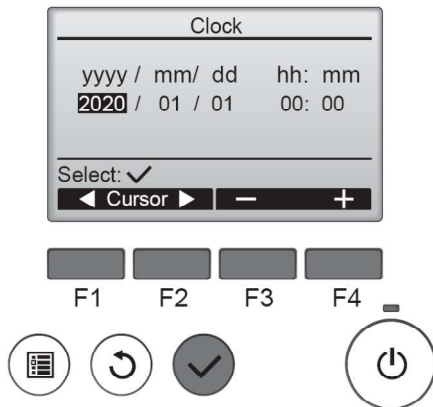 Clock
yyyy / mm/ dd hh: mm
2020 / 01 / 01 00: 00
Select: ✓
◀ Cursor ▶ − +
F1 F2 F3 F4